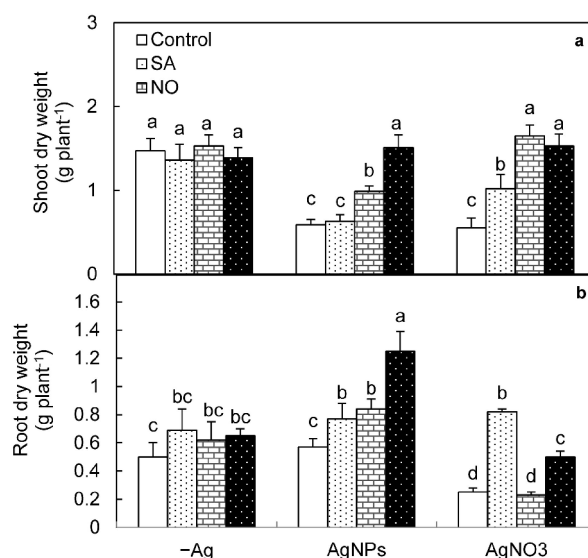 3
Control
a
SA
NO
2
a a a a a a a
b b
1
c c c
0
Shoot dry weight
(g plant-1)
b
1.6
1.4
a
1.2
1
bc b b b
0.8
bc bc
c c c
0.6
0.4
d d
0.2
0
Root dry weight
(g plant-1)
−Ag AgNPs AgNO3